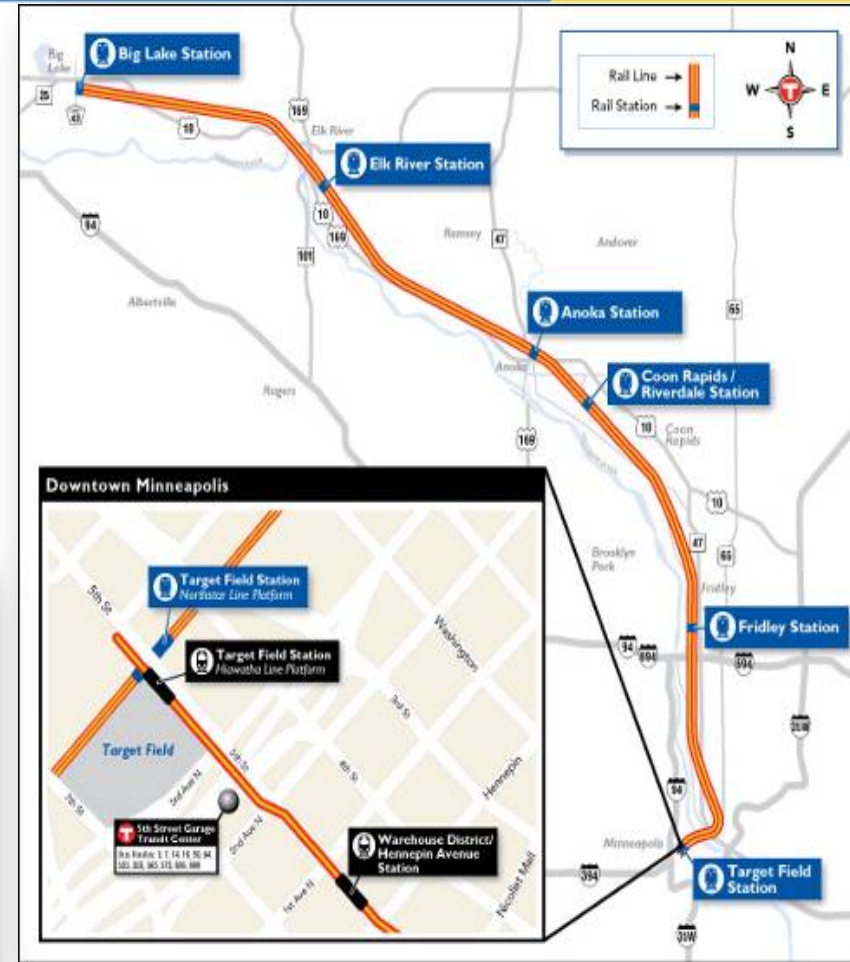 Big Lake Station
Big
Lake
25
43
10
169
Elk River
Elk River Station
Rail Line
Rail Station
N
W
E
S
T
94
10
169
101
Ramsey
47
Andover
Albertville
65
Anoka Station
Anoka
Rogers
Coon Rapids /
Riverdale Station
169
10
Coon
Rapids
10
47
65
Brooklyn
Park
Fridley
Fridley Station
94
694
694
35W
94
Minneapolis
394
Target Field
Station
35W
Downtown Minneapolis
5th St.
Target Field Station
Northstar Line Platform
Target Field Station
Hiawatha Line Platform
Washington
3rd St.
Target Field
5th St.
4th St.
Hennepin
7th St.
3rd Ave N
2nd Ave N
T
5th Street Garage
Transit Center
Warehouse District/
Hennepin Avenue
Station
1st Ave N
Nicollet Mall